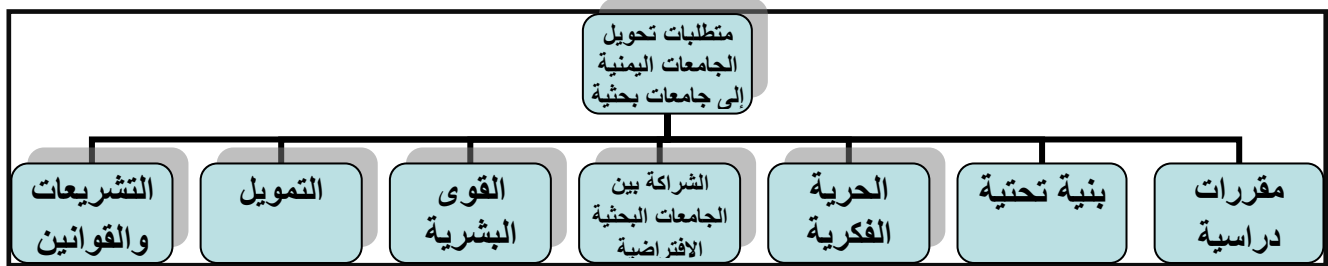 متطلبات تحويل
الجامعات اليمنية
إلى جامعات بحثية
مقررات
دراسية
بنية تحتية
الحرية
الفكرية
الشراكة بين
الجامعات البحثية
الافتراضية
القوى
البشرية
التمويل
التشريعات
والقوانين